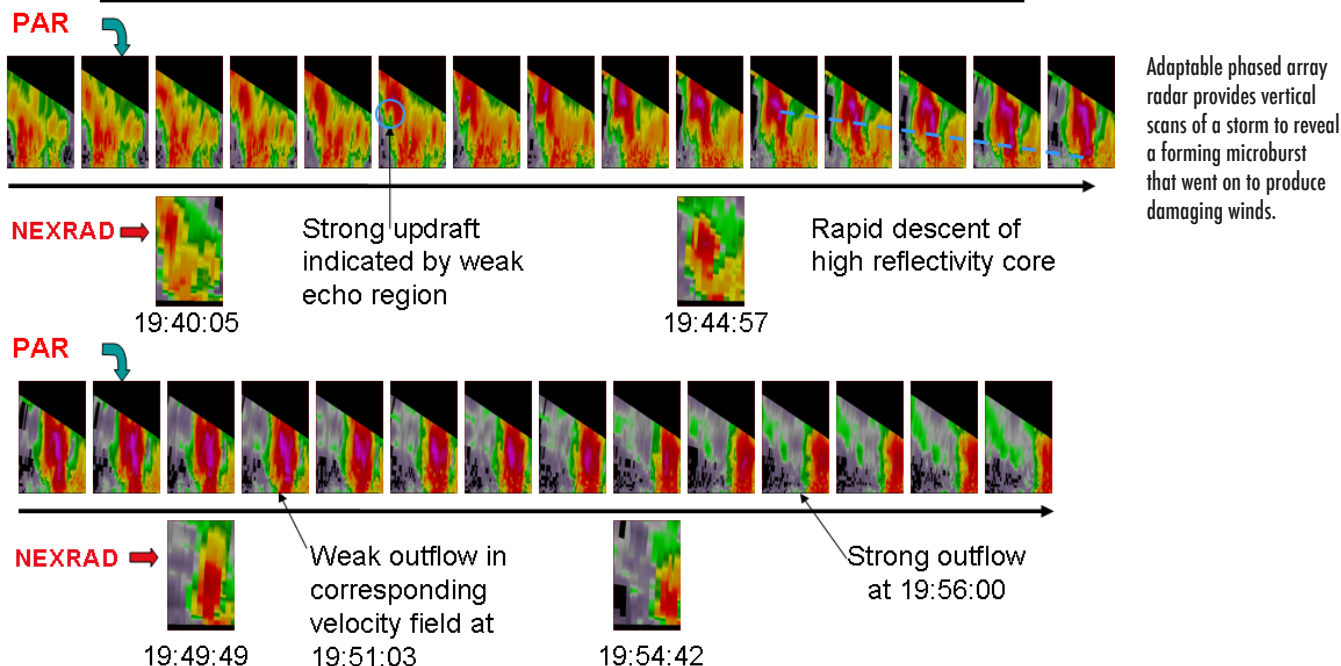 PAR
Adaptable phased array
radar provides vertical
scans of a storm to reveal
a forming microburst
that went on to produce
damaging winds.
NEXRAD
Strong updraft
indicated by weak
echo region
Rapid descent of
high reflectivity core
19:40:05
19:44:57
PAR
NEXRAD
Weak outflow in
corresponding
velocity field at
19:51:03
Strong outflow
at 19:56:00
19:49:49
19:54:42